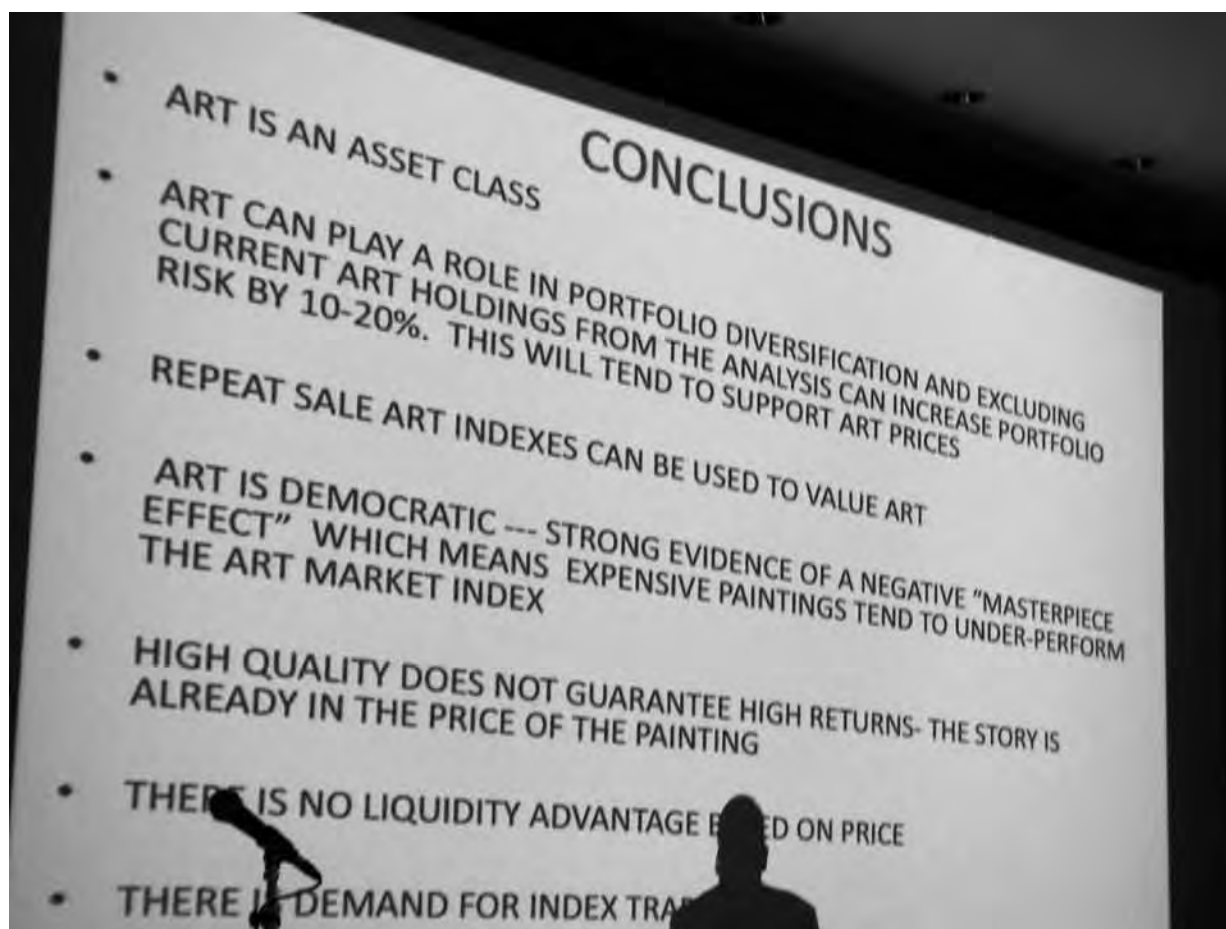 CONCLUSIONS
• ART IS AN ASSET CLASS
• ART CAN PLAY A ROLE IN PORTFOLIO DIVERSIFICATION AND EXCLUDING
CURRENT ART HOLDINGS FROM THE ANALYSIS CAN INCREASE PORTFOLIO
RISK BY 10-20%. THIS WILL TEND TO SUPPORT ART PRICES
• REPEAT SALE ART INDEXES CAN BE USED TO VALUE ART
• ART IS DEMOCRATIC --- STRONG EVIDENCE OF A NEGATIVE "MASTERPIECE
EFFECT" WHICH MEANS EXPENSIVE PAINTINGS TEND TO UNDER-PERFORM
THE ART MARKET INDEX
• HIGH QUALITY DOES NOT GUARANTEE HIGH RETURNS- THE STORY IS
ALREADY IN THE PRICE OF THE PAINTING
• THERE IS NO LIQUIDITY ADVANTAGE BASED ON PRICE
• THERE IS DEMAND FOR INDEX